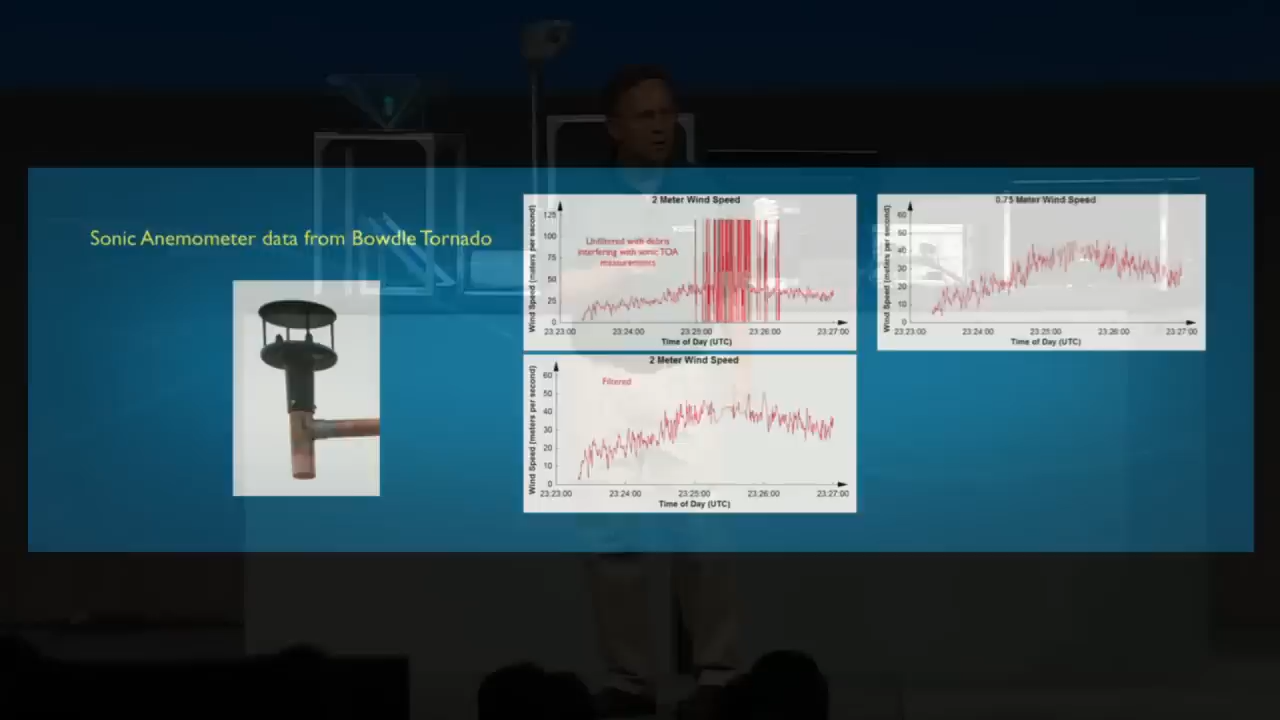 Sonic Anemometer data from Bowdle Tornado
2 Meter Wind Speed
Wind Speed (meters per second)
125
100
75
50
25
0
Unfiltered with debris
interfering with sonic TOA
measurements
23:23:00 23:24:00 23:25:00 23:26:00 23:27:00
Time of Day (UTC)
0.75 Meter Wind Speed
Wind Speed (meters per second)
60
50
40
30
20
10
0
23:23:00 23:24:00 23:25:00 23:26:00 23:27:00
Time of Day (UTC)
2 Meter Wind Speed
Wind Speed (meters per second)
60
50
40
30
20
10
0
Filtered
23:23:00 23:24:00 23:25:00 23:26:00 23:27:00
Time of Day (UTC)